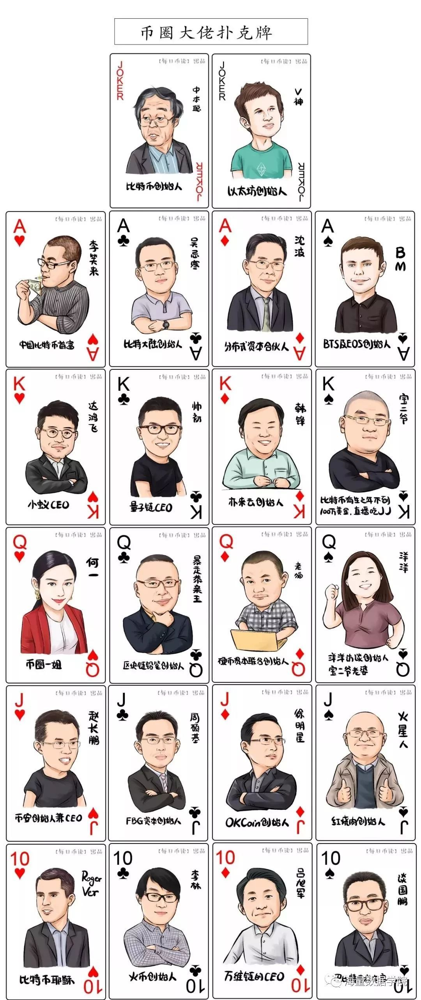 币圈大佬扑克牌
JOKER
【每日币读】出品
中本聪
比特币创始人
JOKER
JOKER
【每日币读】出品
V神
以太坊创始人
JOKER
A
【每日币读】出品
李笑来
中国比特币首富
A
A
【每日币读】出品
吴忌寒
比特大陆创始人
A
A
【每日币读】出品
沈波
分布式资本合伙人
A
A
【每日币读】出品
BM
BTS及EOS创始人
A
K
【每日币读】出品
达鸿飞
小蚁CEO
K
K
【每日币读】出品
帅初
量子链CEO
K
K
【每日币读】出品
韩锋
亦来云创始人
K
K
【每日币读】出品
宝二爷
比特币有生之年不到
100万美金,直播吃JJ
K
Q
【每日币读】出品
何一
币圈一姐
Q
Q
【每日币读】出品
暴走恭亲王
区块链铅笔创始人
Q
Q
【每日币读】出品
老猫
硬币资本联合创始人
Q
Q
【每日币读】出品
洋洋
洋洋访谈创始人
宝二爷老婆
Q
J
【每日币读】出品
赵长鹏
币安创始人兼CEO
J
J
【每日币读】出品
周硕基
FBG资本创始人
J
J
【每日币读】出品
徐明星
OKCoin创始人
J
J
【每日币读】出品
火星人
红烧肉创始人
J
10
【每日币读】出品
Roger
Ver
比特币耶稣
10
10
【每日币读】出品
李林
火币创始人
10
10
【每日币读】出品
吕旭军
万维链的CEO
10
10
【每日币读】出品
谈国鹏
比特
海量数据学院
10